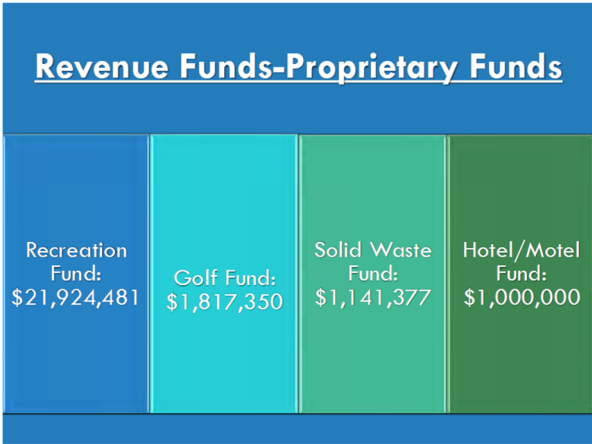 Revenue Funds-Proprietary Funds
Recreation
Fund:
$21,924,481
Golf Fund:
$1,817,350
Solid Waste
Fund:
$1,141,377
Hotel/Motel
Fund:
$1,000,000